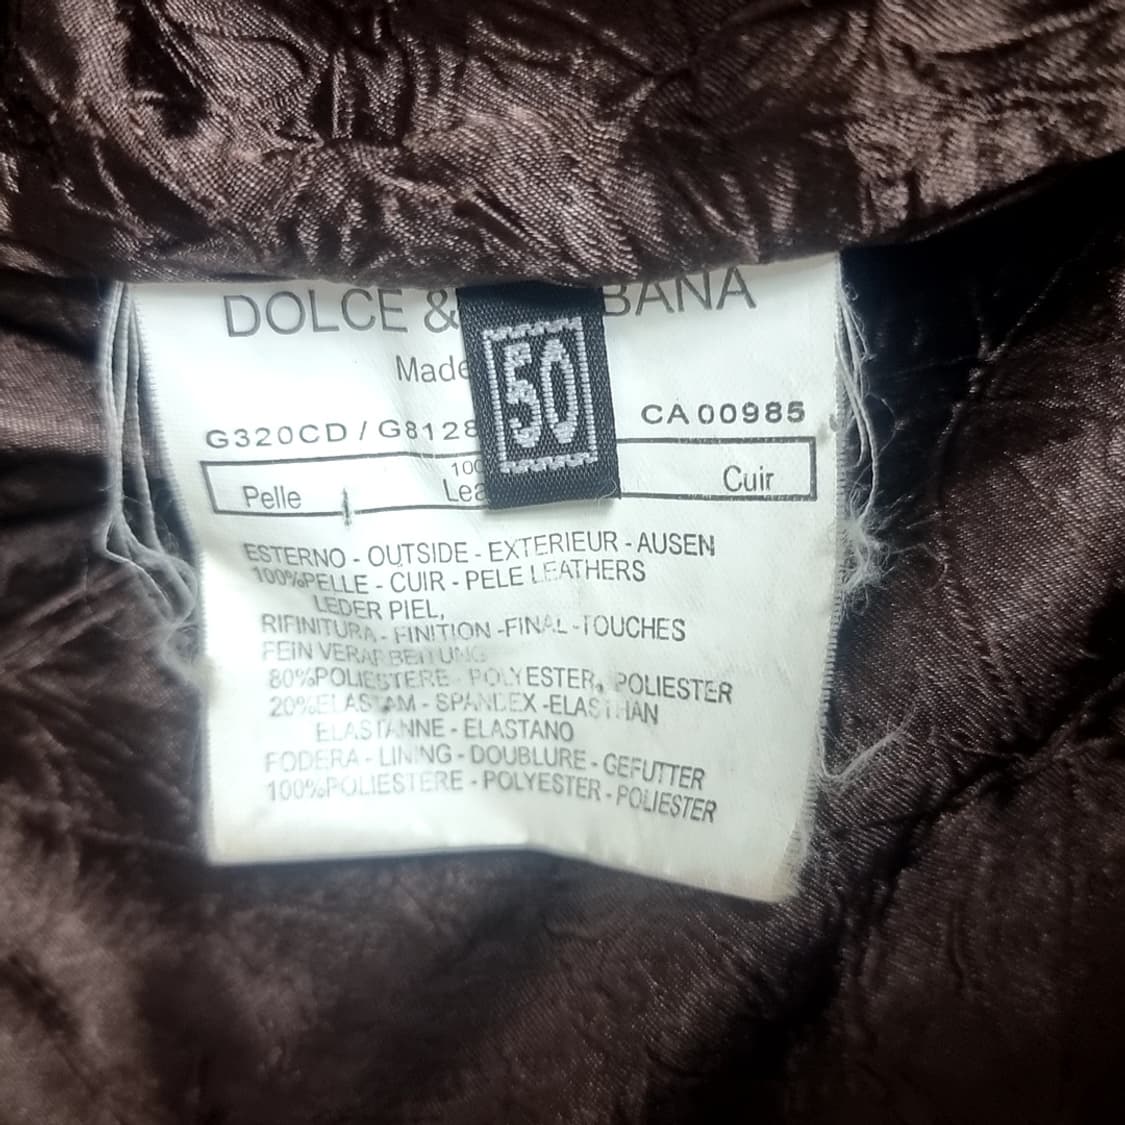 DOLCE & BANA
50
Made
G320CD / G8128 CA00985
100
Pelle Lea Cuir
ESTERNO - OUTSIDE - EXTERIEUR - AUSEN
100%PELLE - CUIR - PELE LEATHERS
LEDER PIEL,
RIFINITURA - FINITION -FINAL -TOUCHES
FEIN VERARBEITUNG
80%POLIESTERE - POLYESTER, POLIESTER
20%ELASTAM - SPANDEX -ELASTHAN
ELASTANNE - ELASTANO
FODERA - LINING - DOUBLURE - GEFUTTER
100%POLIESTERE - POLYESTER - POLIESTER